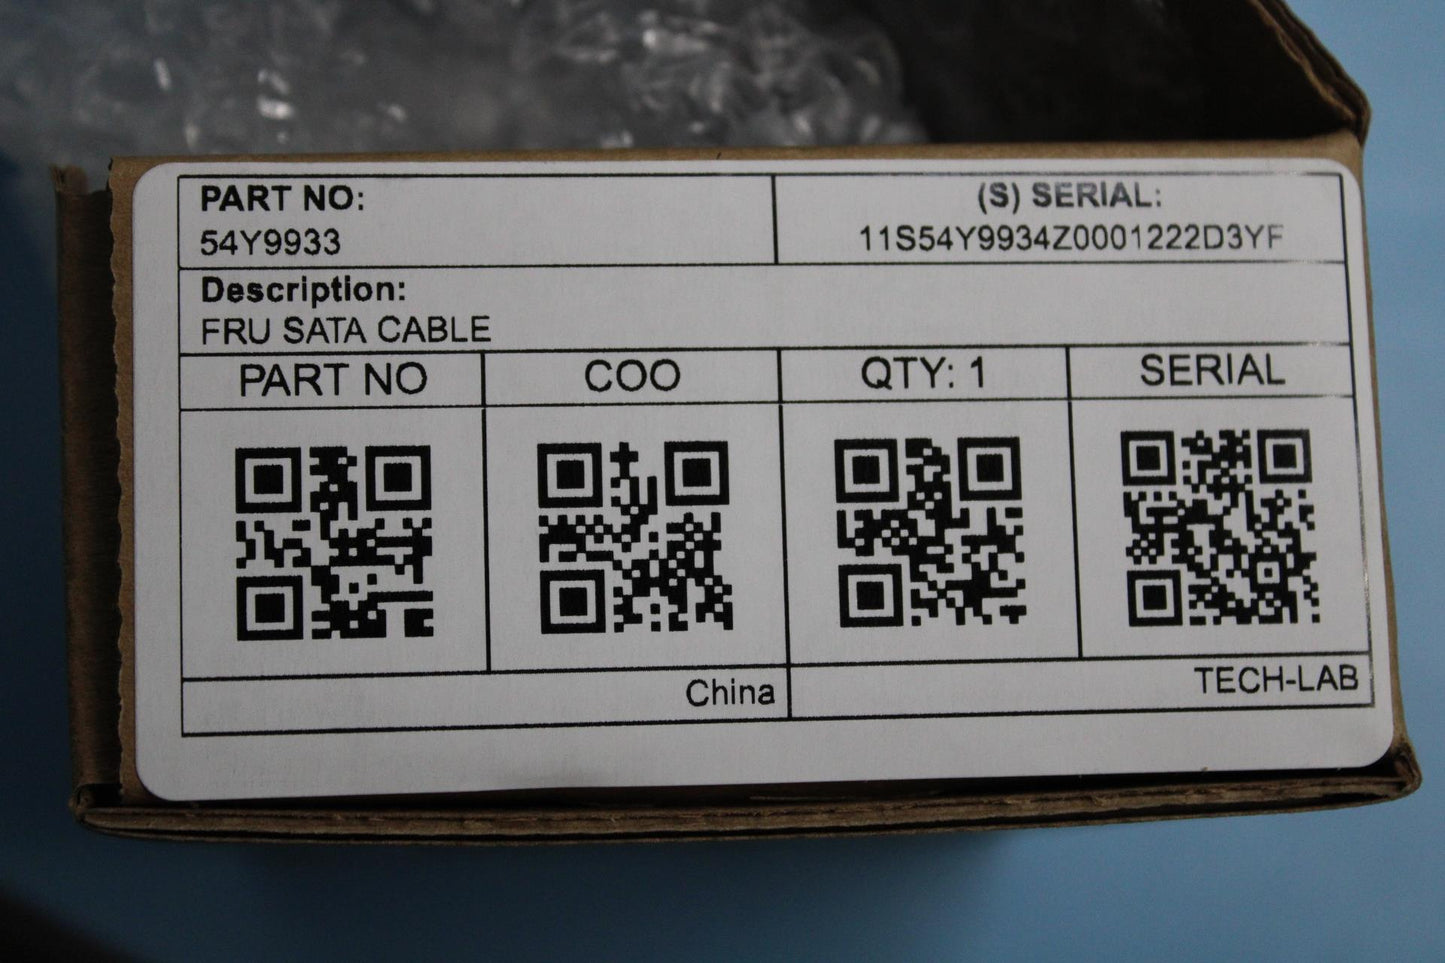 PART NO:
54Y9933
(S) SERIAL:
11S54Y9934Z0001222D3YF
Description:
FRU SATA CABLE
PART NO
COO
QTY: 1
SERIAL
China
TECH-LAB